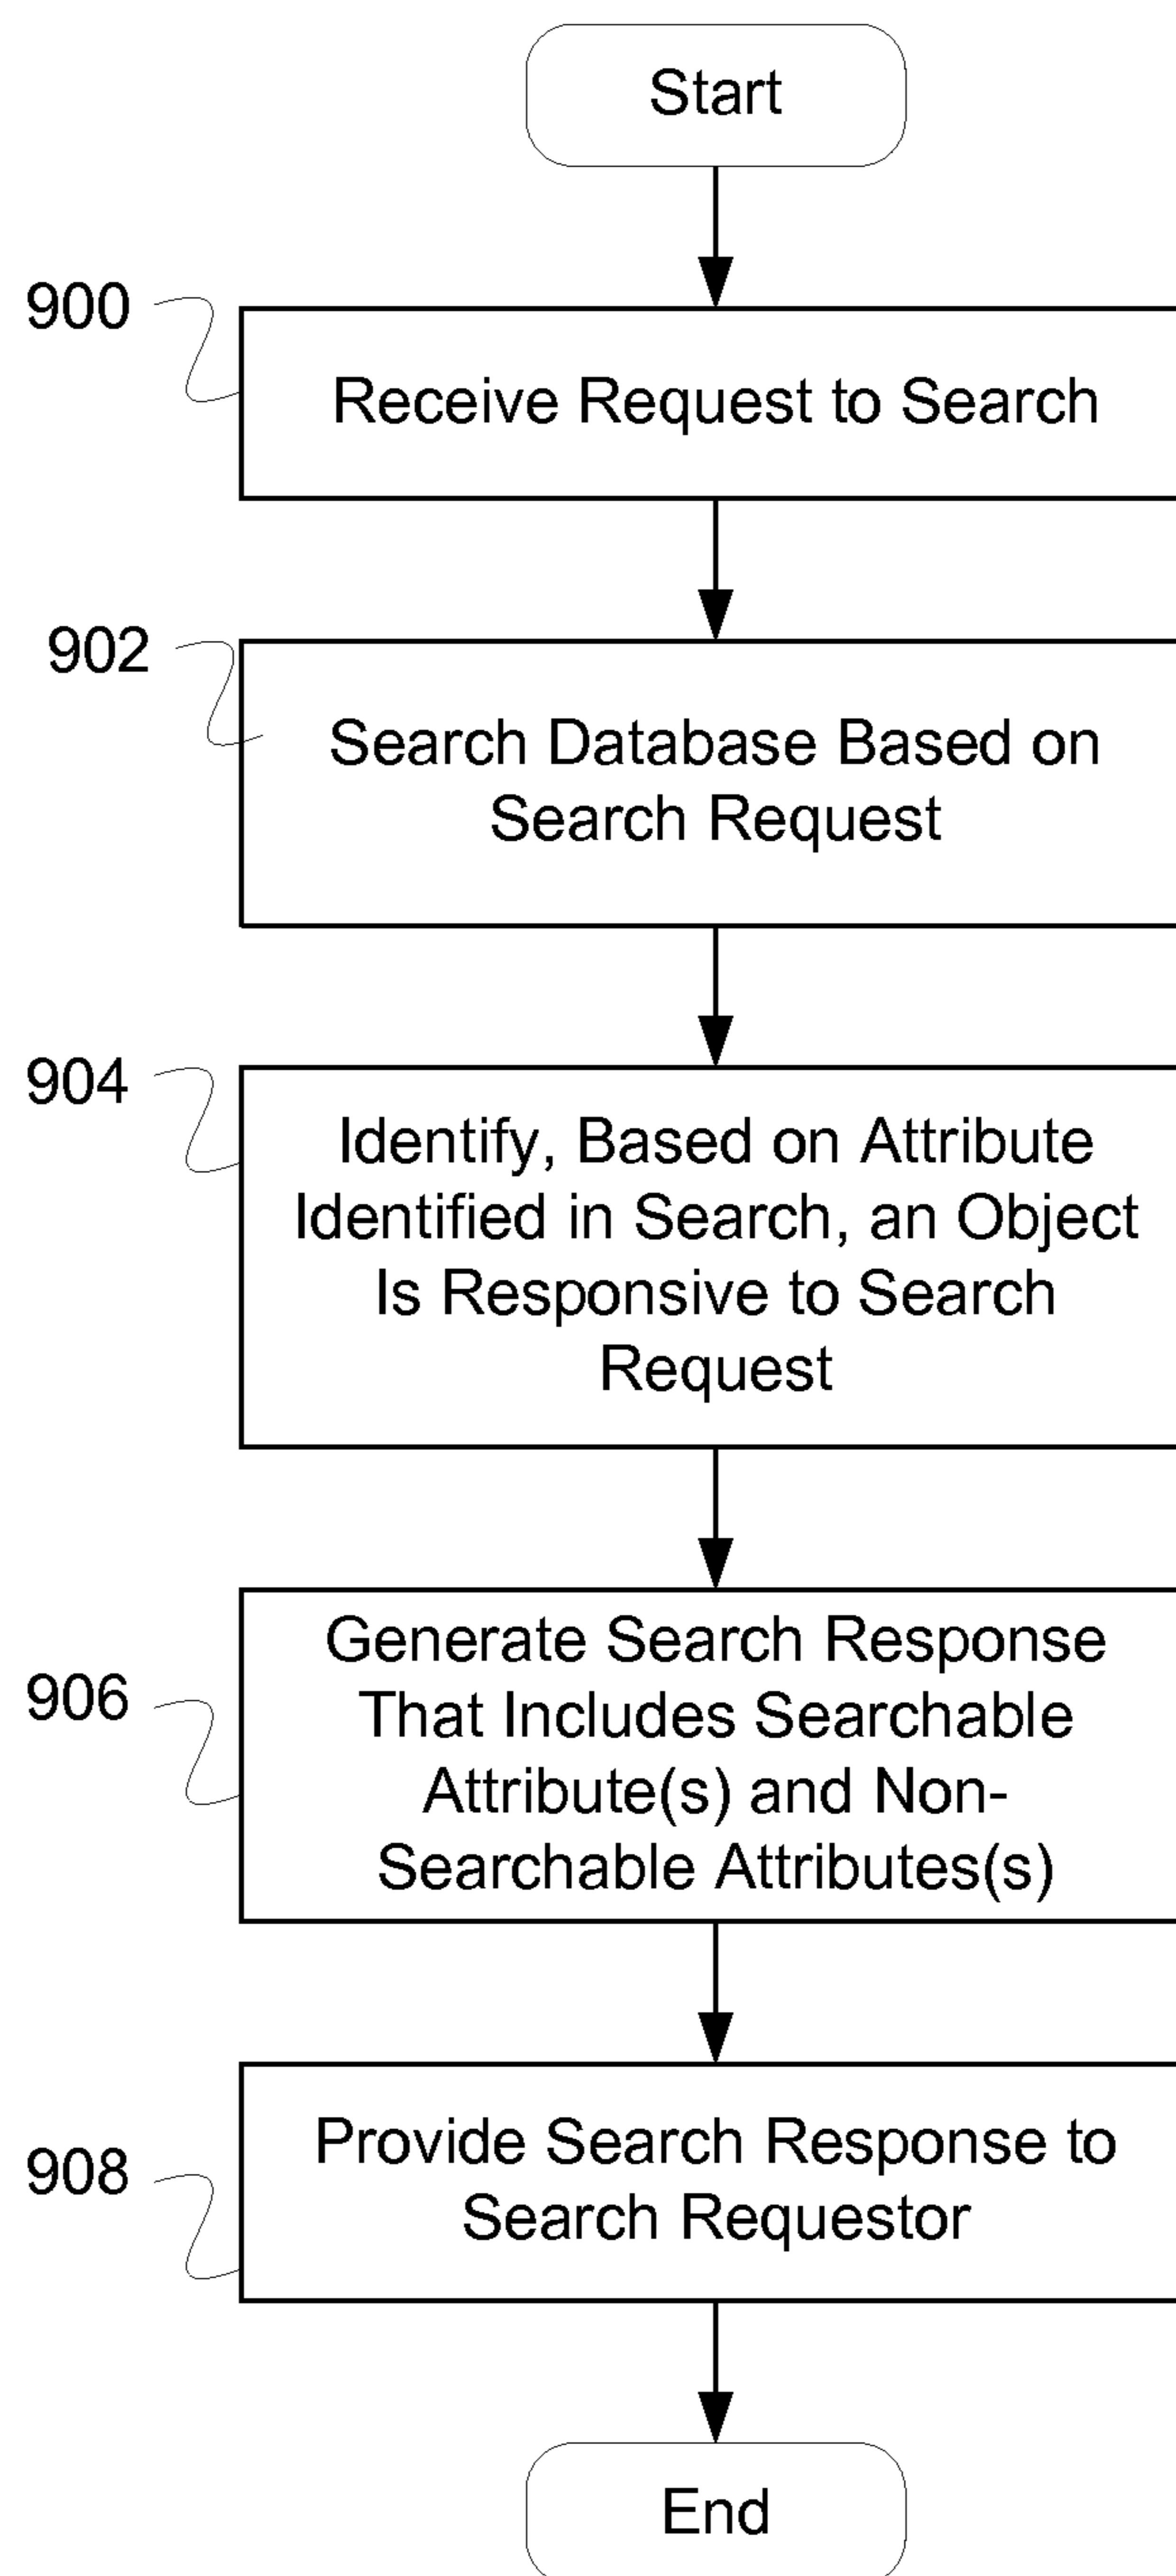 Start
900
Receive Request to Search
902
Search Database Based on
Search Request
904
Identify, Based on Attribute
Identified in Search, an Object
Is Responsive to Search
Request
906
Generate Search Response
That Includes Searchable
Attribute(s) and Non-
Searchable Attributes(s)
908
Provide Search Response to
Search Requestor
End